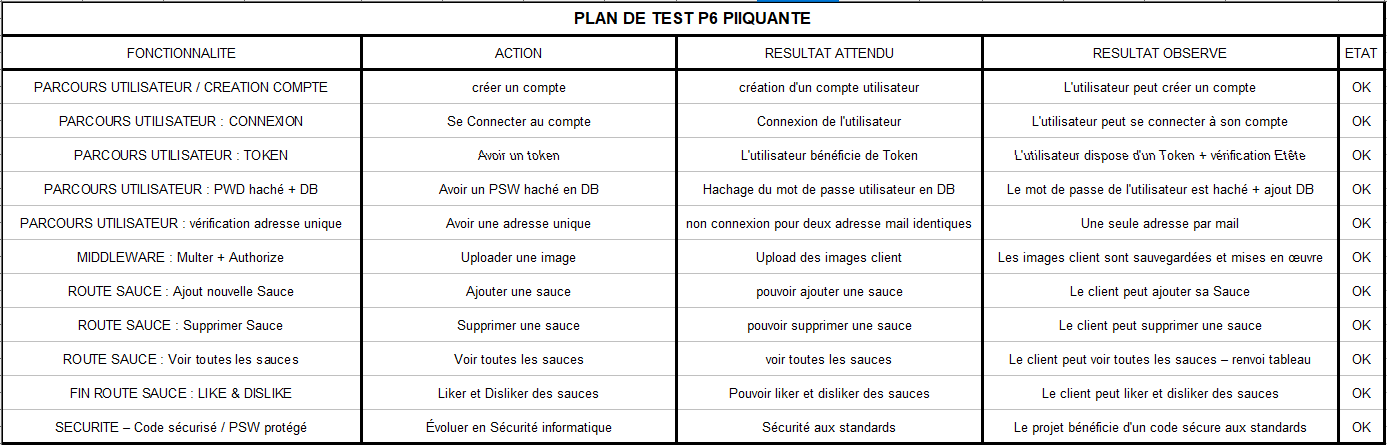 PLAN DE TEST P6 PIIQUANTE
FONCTIONNALITE ACTION RESULTAT ATTENDU RESULTAT OBSERVE ETAT
PARCOURS UTILISATEUR / CREATION COMPTE créer un compte création d'un compte utilisateur L'utilisateur peut créer un compte OK
PARCOURS UTILISATEUR : CONNEXION Se Connecter au compte Connexion de l'utilisateur L'utilisateur peut se connecter à son compte OK
PARCOURS UTILISATEUR : TOKEN Avoir un token L'utilisateur bénéficie de Token L'utilisateur dispose d'un Token + vérification Etête OK
PARCOURS UTILISATEUR : PWD haché + DB Avoir un PSW haché en DB Hachage du mot de passe utilisateur en DB Le mot de passe de l'utilisateur est haché + ajout DB OK
PARCOURS UTILISATEUR : vérification adresse unique Avoir une adresse unique non connexion pour deux adresse mail identiques Une seule adresse par mail OK
MIDDLEWARE : Multer + Authorize Uploader une image Upload des images client Les images client sont sauvegardées et mises en œuvre OK
ROUTE SAUCE : Ajout nouvelle Sauce Ajouter une sauce pouvoir ajouter une sauce Le client peut ajouter sa Sauce OK
ROUTE SAUCE : Supprimer Sauce Supprimer une sauce pouvoir supprimer une sauce Le client peut supprimer une sauce OK
ROUTE SAUCE : Voir toutes les sauces Voir toutes les sauces voir toutes les sauces Le client peut voir toutes les sauces – renvoi tableau OK
FIN ROUTE SAUCE : LIKE & DISLIKE Liker et Disliker des sauces Pouvoir liker et disliker des sauces Le client peut liker et disliker des sauces OK
SECURITE – Code sécurisé / PSW protégé Évoluer en Sécurité informatique Sécurité aux standards Le projet bénéficie d'un code sécure aux standards OK